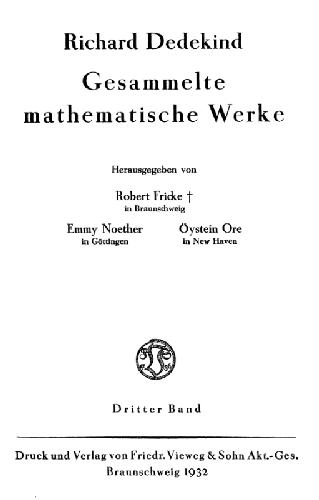 Richard Dedekind
Gesammelte
mathematische Werke
Herausgegeben von
Robert Fricke †
in Braunschweig
Emmy Noether
in Göttingen
Öystein Ore
in New Haven
Dritter Band
Druck und Verlag von Friedr. Vieweg & Sohn Akt.-Ges.
Braunschweig 1932